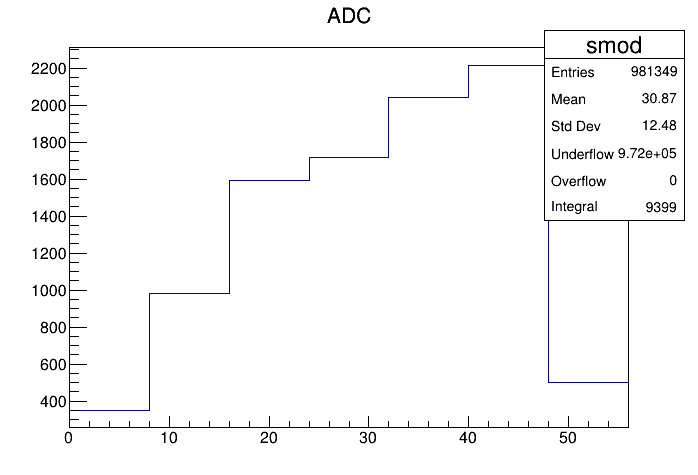 ADC
smod
Entries 981349
Mean 30.87
Std Dev 12.48
Underflow 9.72e+05
Overflow 0
Integral 9399
2200
2000
1800
1600
1400
1200
1000
800
600
400
0 10 20 30 40 50